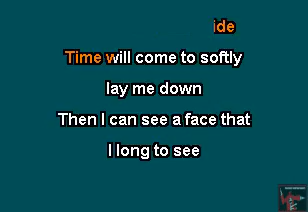 ide
Time will come to softly
lay me down
Then I can see a face that
I long to see